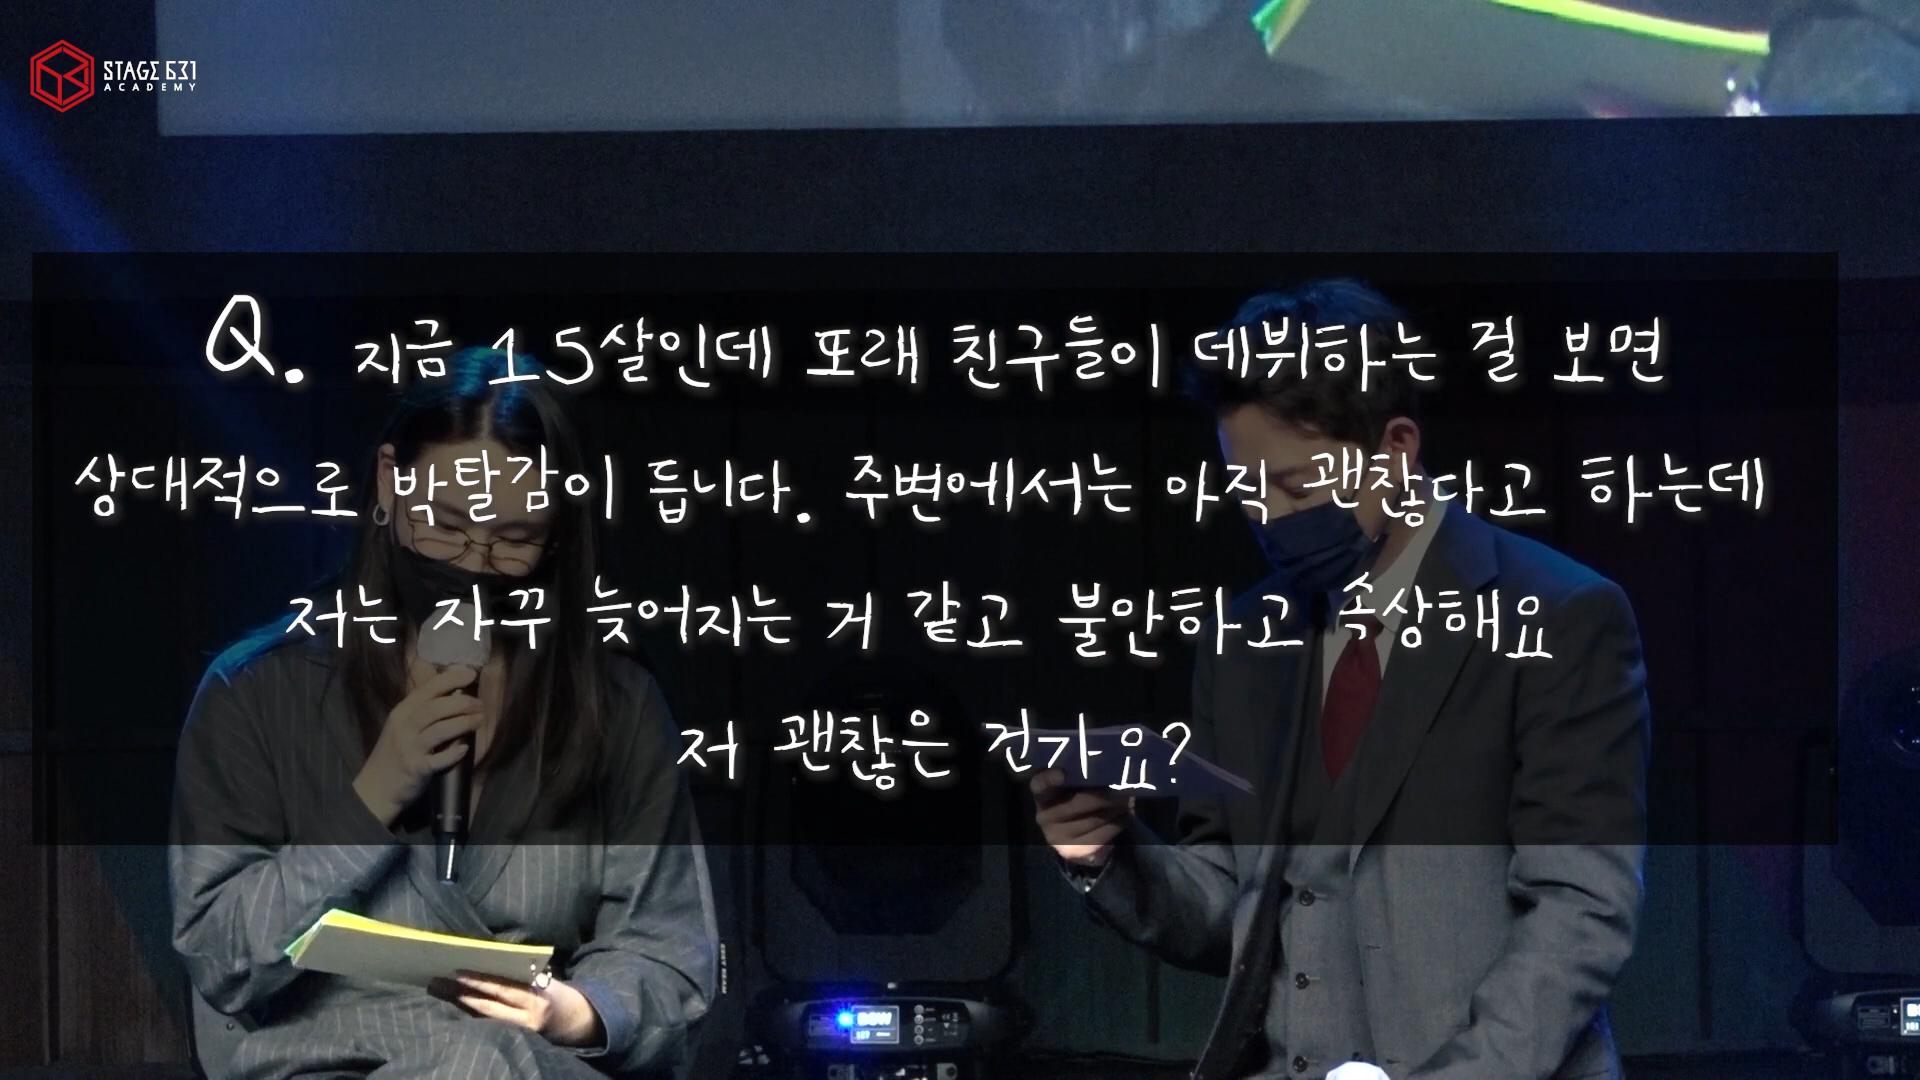 STAGE 631
ACADEMY
Q. 지금 15살인데 또래 친구들이 데뷔하는 걸 보면
상대적으로 박탈감이 듭니다. 주변에서는 아직 괜찮다고 하는데
저는 자꾸 늦어지는 거 같고 불안하고 속상해요
저 괜찮은 건가요?